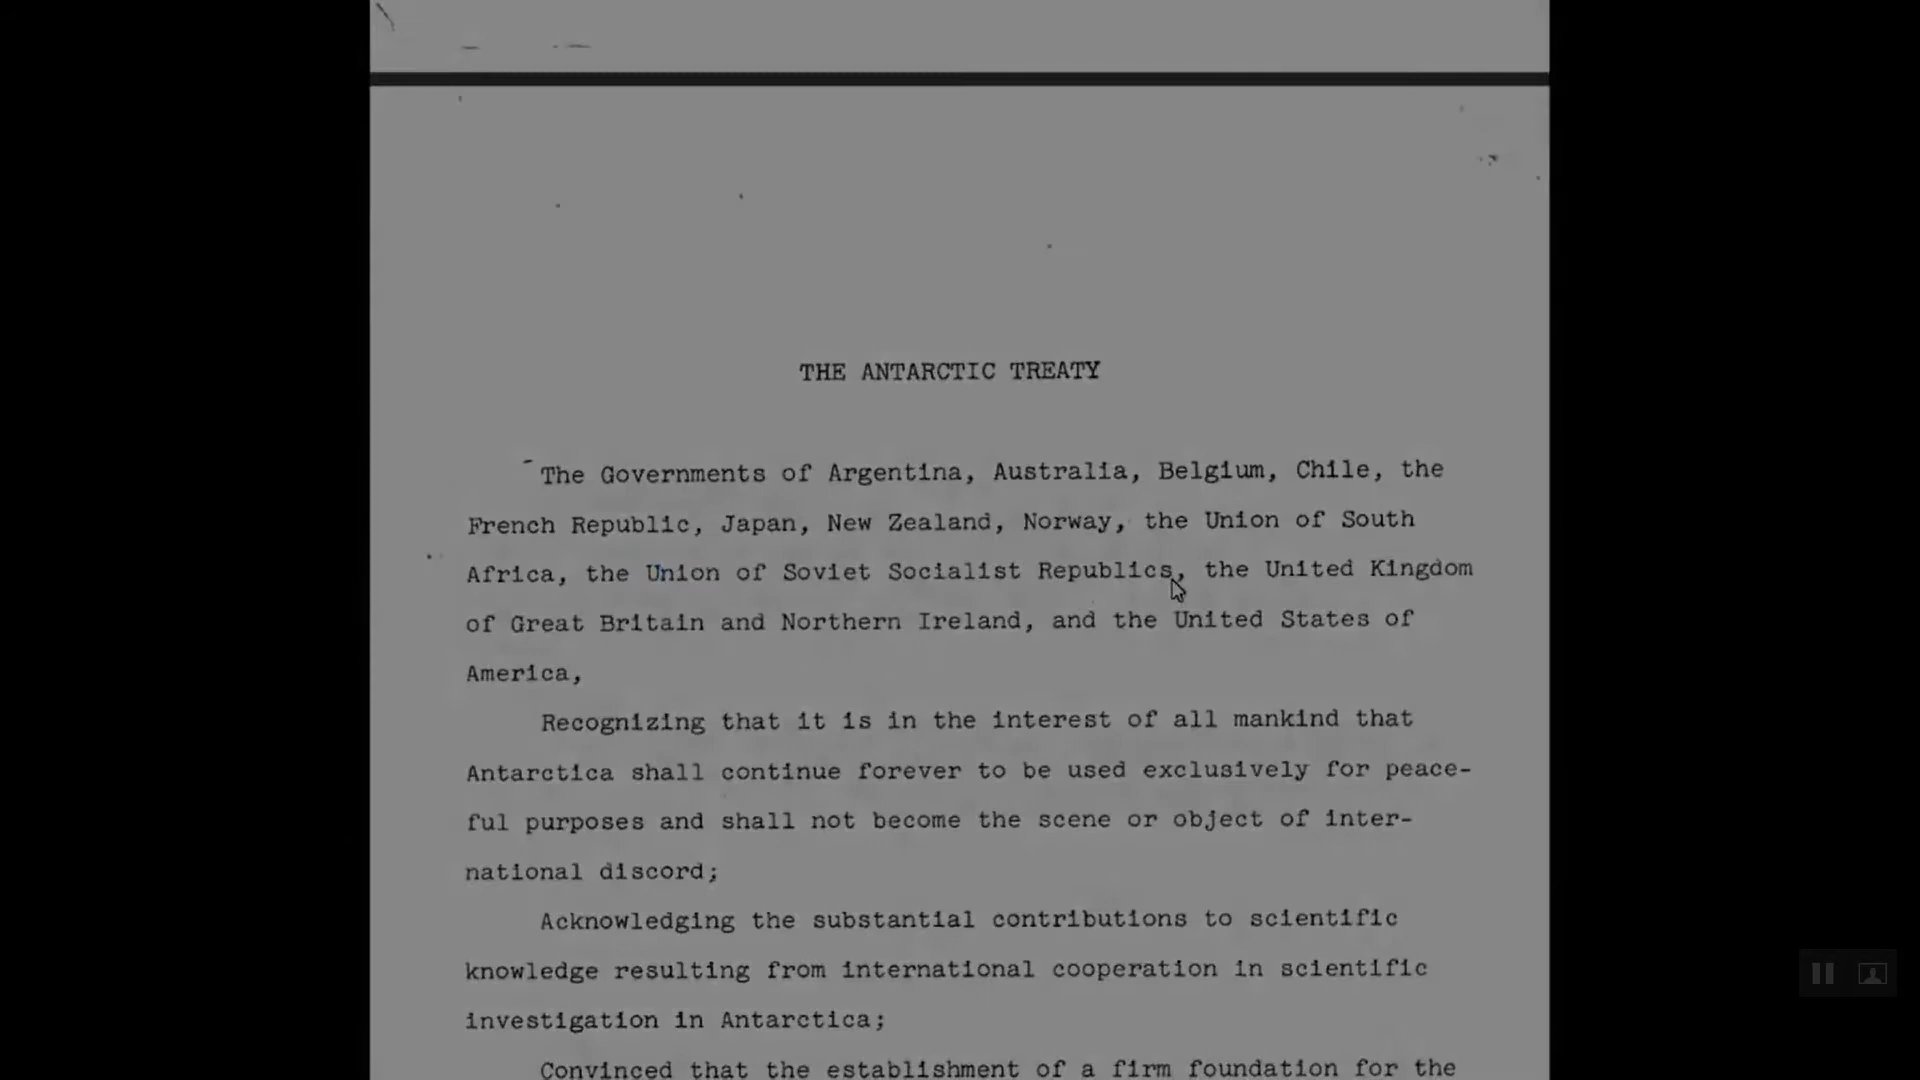 THE ANTARCTIC TREATY
The Governments of Argentina, Australia, Belgium, Chile, the
French Republic, Japan, New Zealand, Norway, the Union of South
Africa, the Union of Soviet Socialist Republics, the United Kingdom
of Great Britain and Northern Ireland, and the United States of
America,
Recognizing that it is in the interest of all mankind that
Antarctica shall continue forever to be used exclusively for peace-
ful purposes and shall not become the scene or object of inter-
national discord;
Acknowledging the substantial contributions to scientific
knowledge resulting from international cooperation in scientific
investigation in Antarctica;
Convinced that the establishment of a firm foundation for the